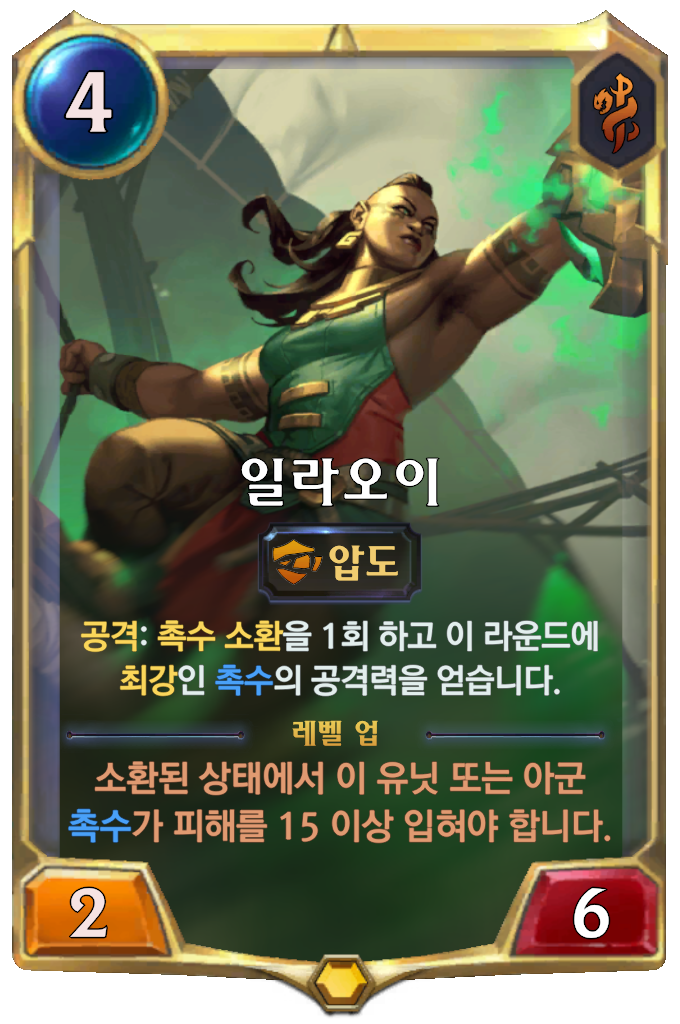 4
일라오이
압도
공격: 촉수 소환을 1회 하고 이 라운드에
최강인 촉수의 공격력을 얻습니다.
레벨 업
소환된 상태에서 이 유닛 또는 아군
촉수가 피해를 15 이상 입혀야 합니다.
2
6